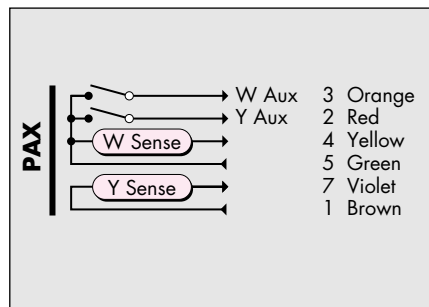 PAX
W Aux 3 Orange
Y Aux 2 Red
W Sense 4 Yellow
5 Green
Y Sense 7 Violet
1 Brown